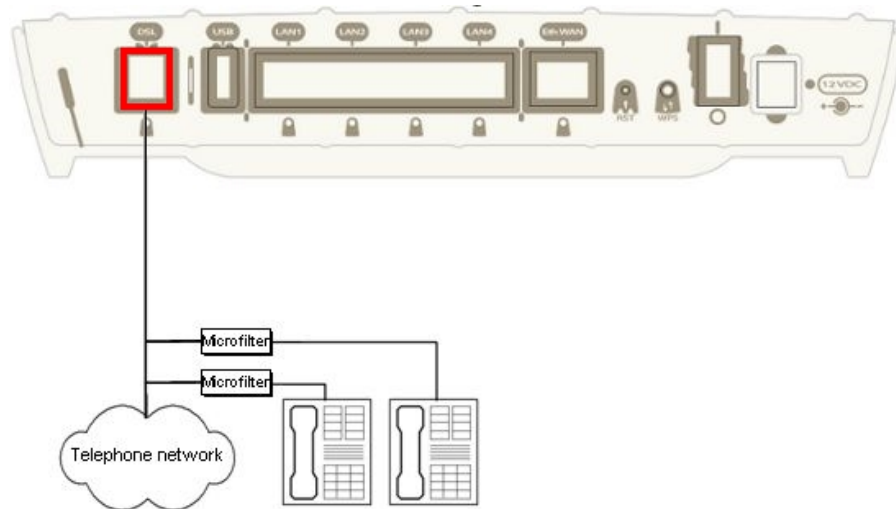 DSL
USB
LAN1
LAN2
LAN3
LAN4
Eth WAN
RST
WPS
12VDC
Microfilter
Microfilter
Telephone network